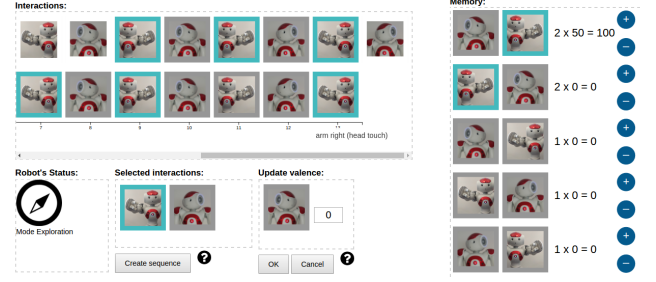 Interactions:
7 8 9 10 11 12
arm right (head touch)
Robot's Status:
Mode Exploration
Selected interactions:
Create sequence
?
Update valence:
0
OK Cancel
?
Memory:
2 x 50 = 100
+
−
2 x 0 = 0
+
−
1 x 0 = 0
+
−
1 x 0 = 0
+
−
1 x 0 = 0
+
−